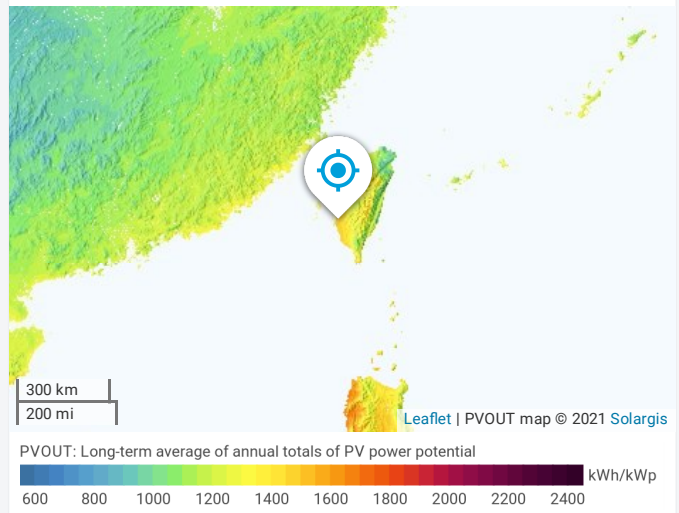 300 km
200 mi
Leaflet | PVOUT map © 2021 Solargis
PVOUT: Long-term average of annual totals of PV power potential
kWh/kWp
600 800 1000 1200 1400 1600 1800 2000 2200 2400